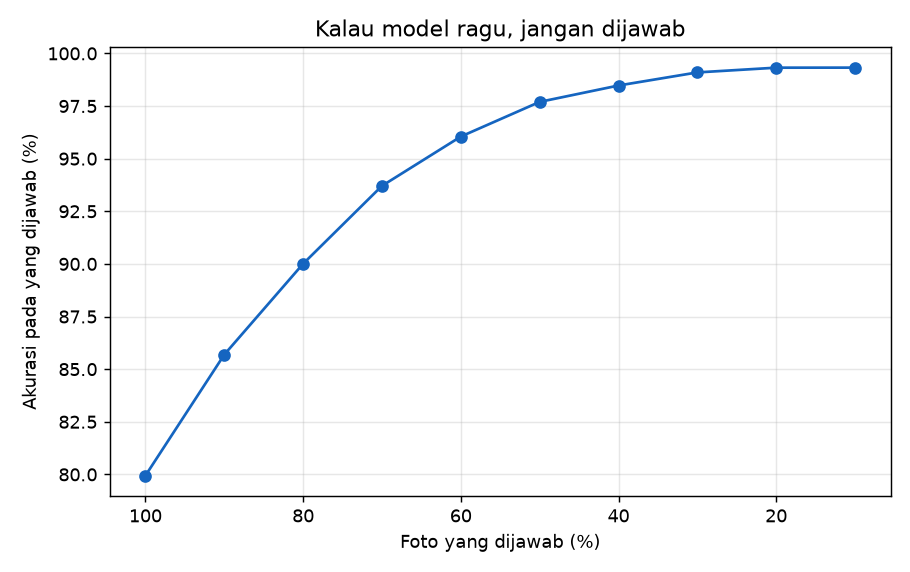 Kalau model ragu, jangan dijawab
Akurasi pada yang dijawab (%)
100.0
97.5
95.0
92.5
90.0
87.5
85.0
82.5
80.0
100 80 60 40 20
Foto yang dijawab (%)